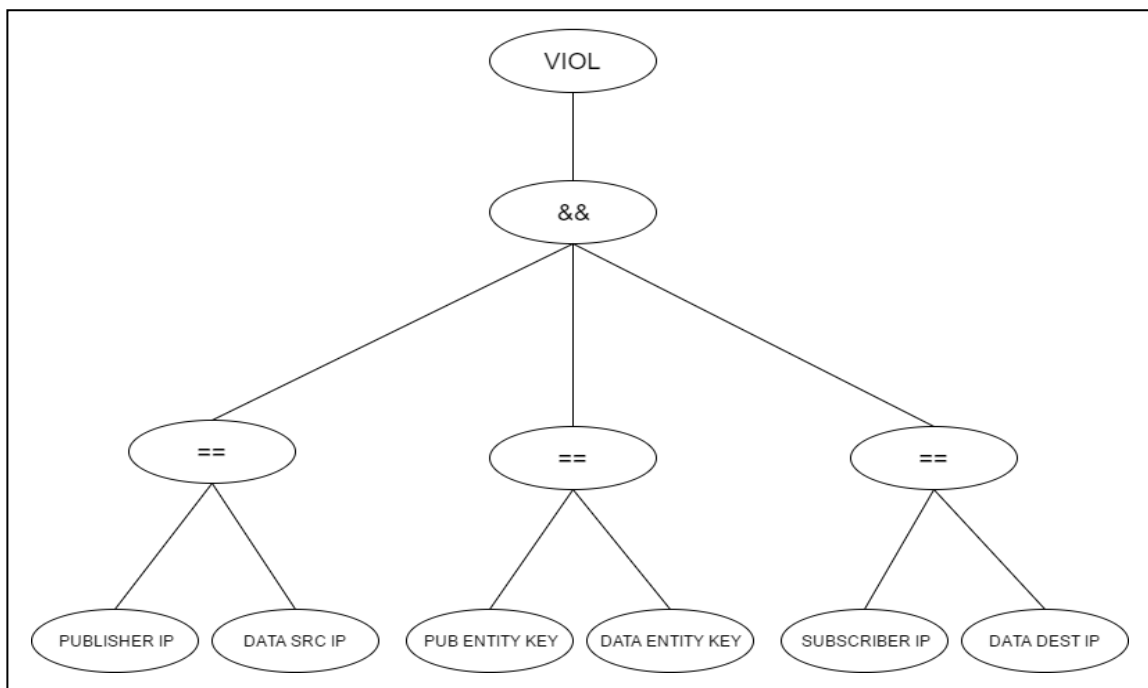 VIOL
&&
== == ==
PUBLISHER IP DATA SRC IP PUB ENTITY KEY DATA ENTITY KEY SUBSCRIBER IP DATA DEST IP